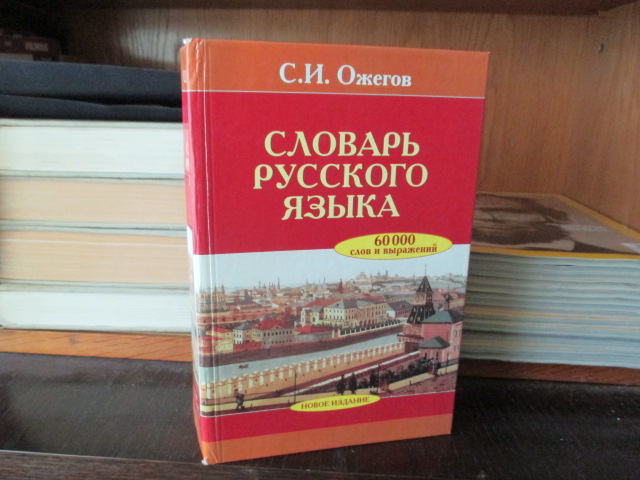 С.И. Ожегов
СЛОВАРЬ
РУССКОГО
ЯЗЫКА
60 000
слов и выражений
НОВОЕ ИЗДАНИЕ